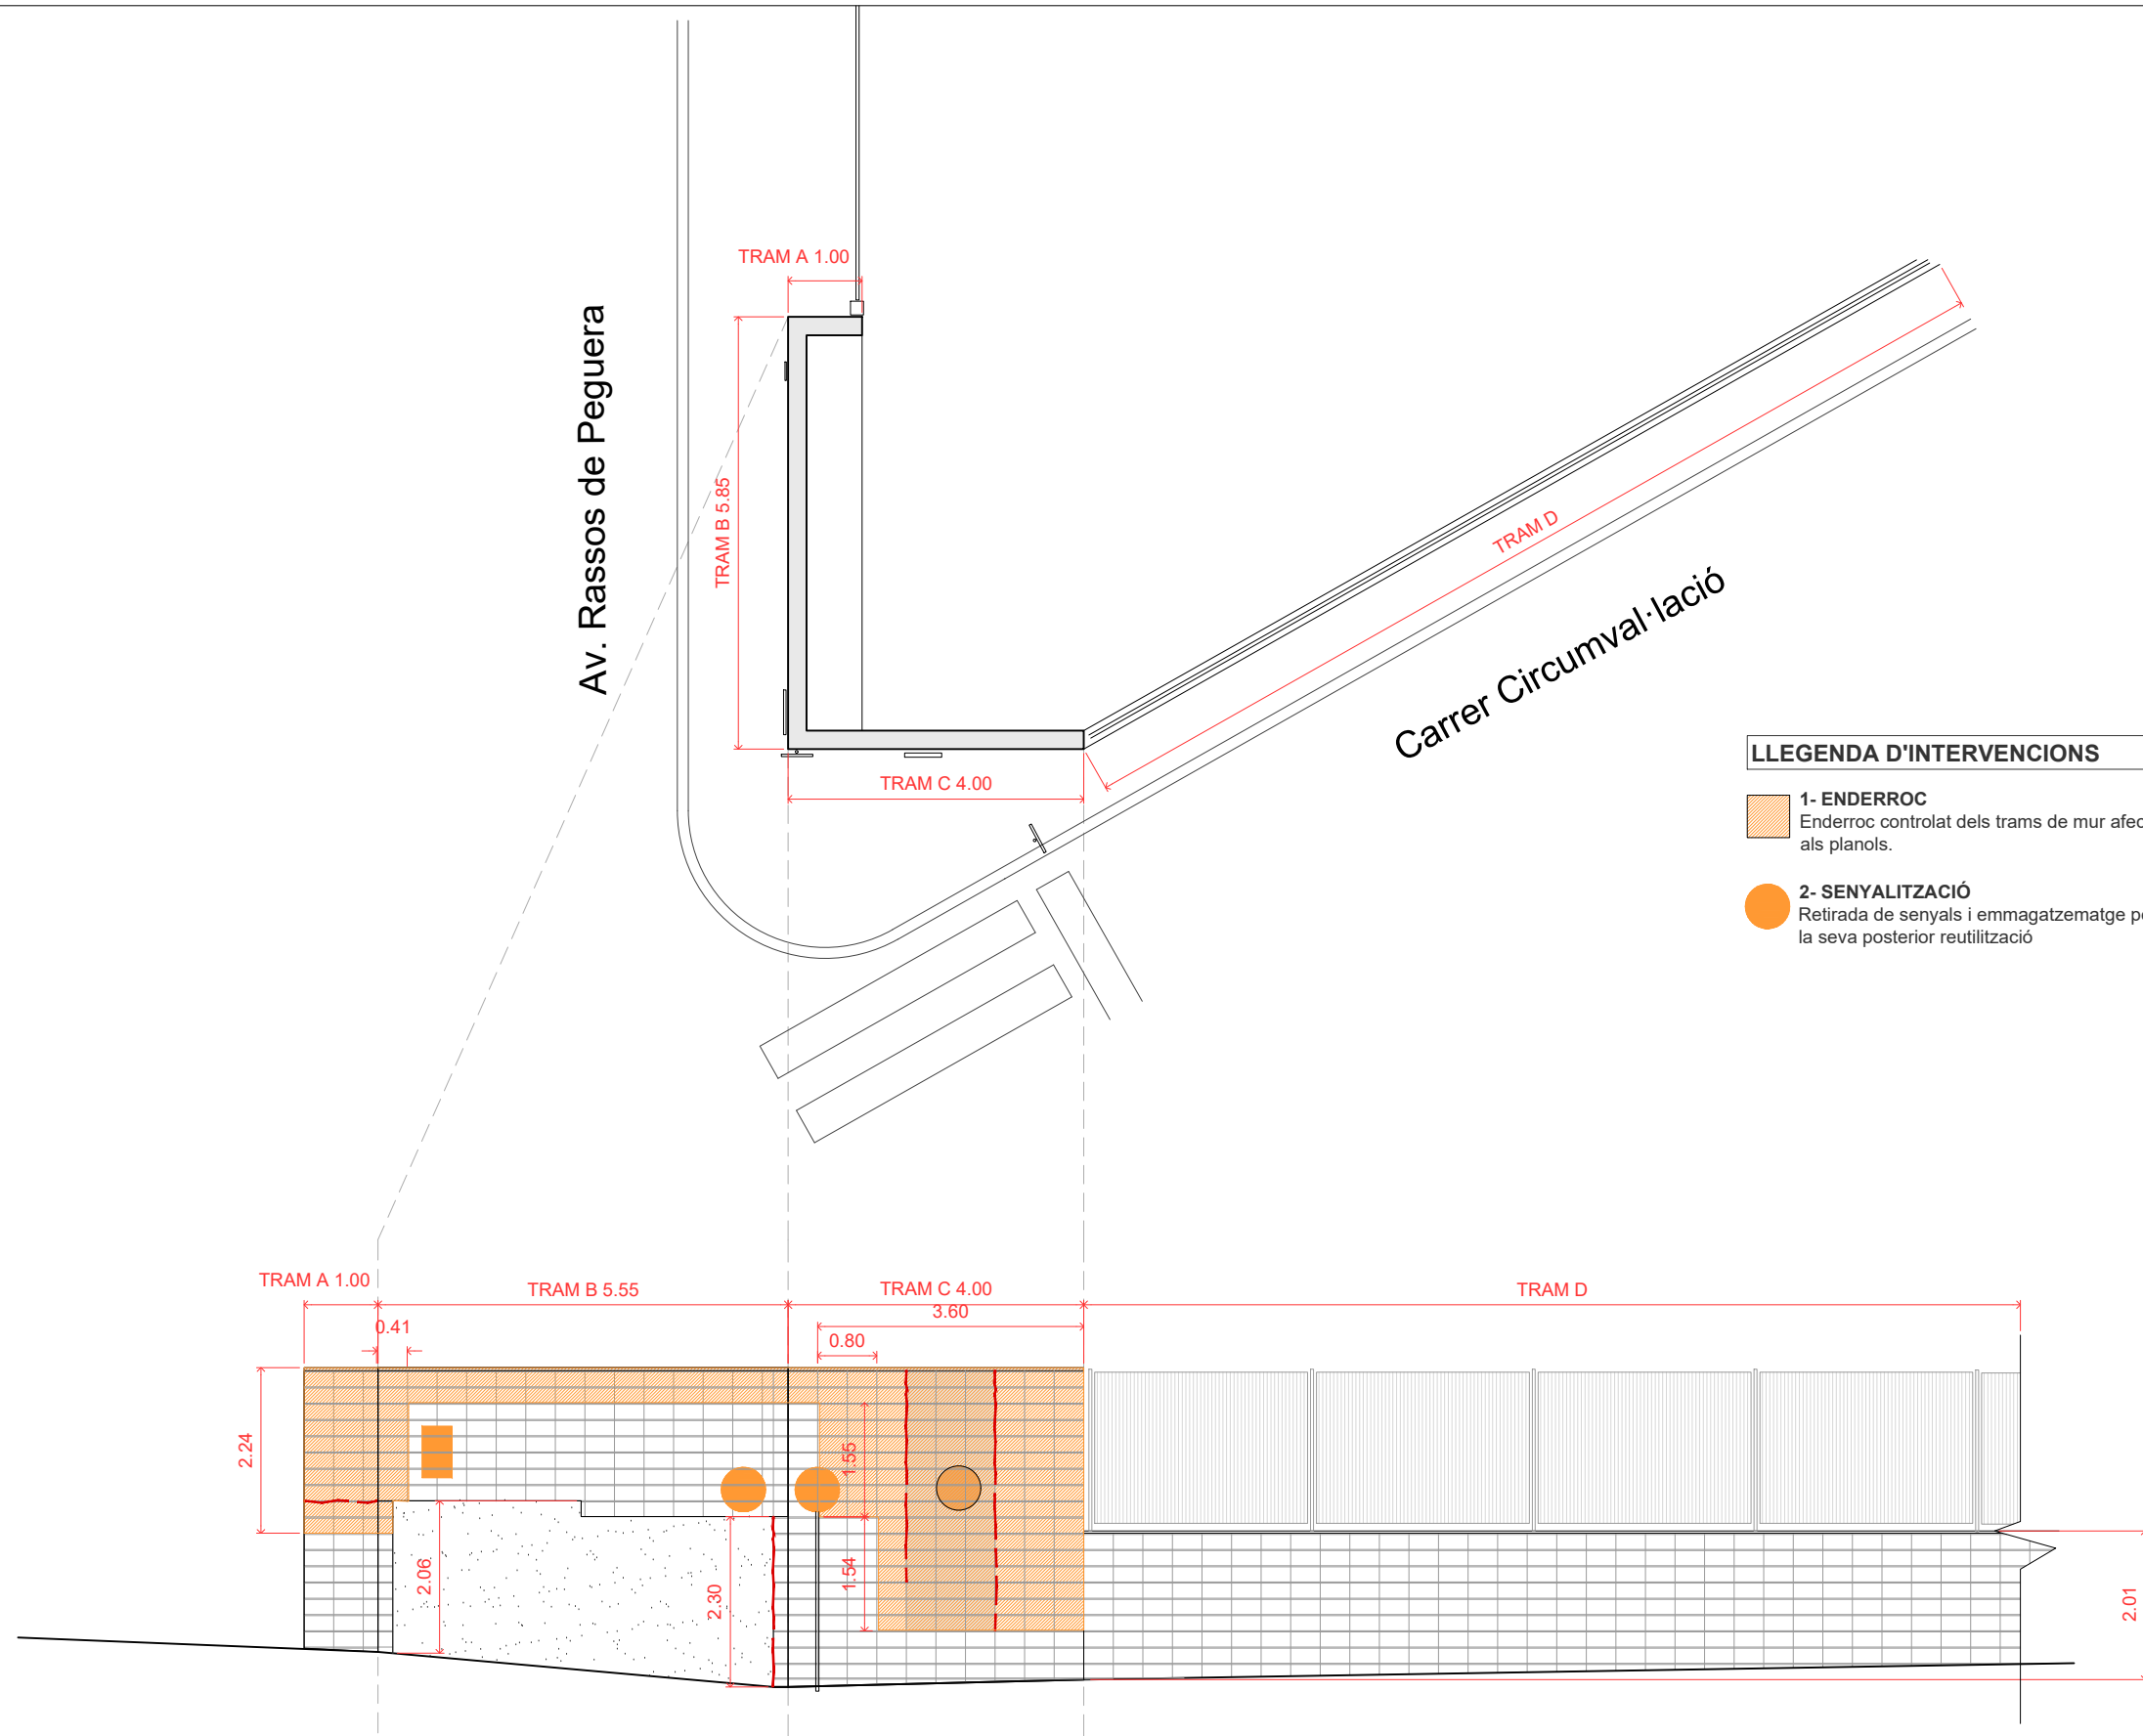 TRAM A 1.00
Av. Rassos de Peguera
TRAM B 5.85
TRAM D
Carrer Circumval·lació
TRAM C 4.00
LLEGENDA D'INTERVENCIONS
1- ENDERROC
Enderroc controlat dels trams de mur
als planols.
2- SENYALITZACIÓ
Retirada de senyals i emmagatzematge
la seva posterior reutilització
TRAM A 1.00
TRAM B 5.55
TRAM C 4.00
TRAM D
3.60
0.41
0.80
2.24
1.55
2.06
2.30
1.54
2.01